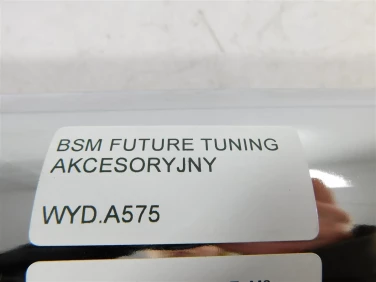 BSM FUTURE TUNING
AKCESORYJNY
WYD.A575